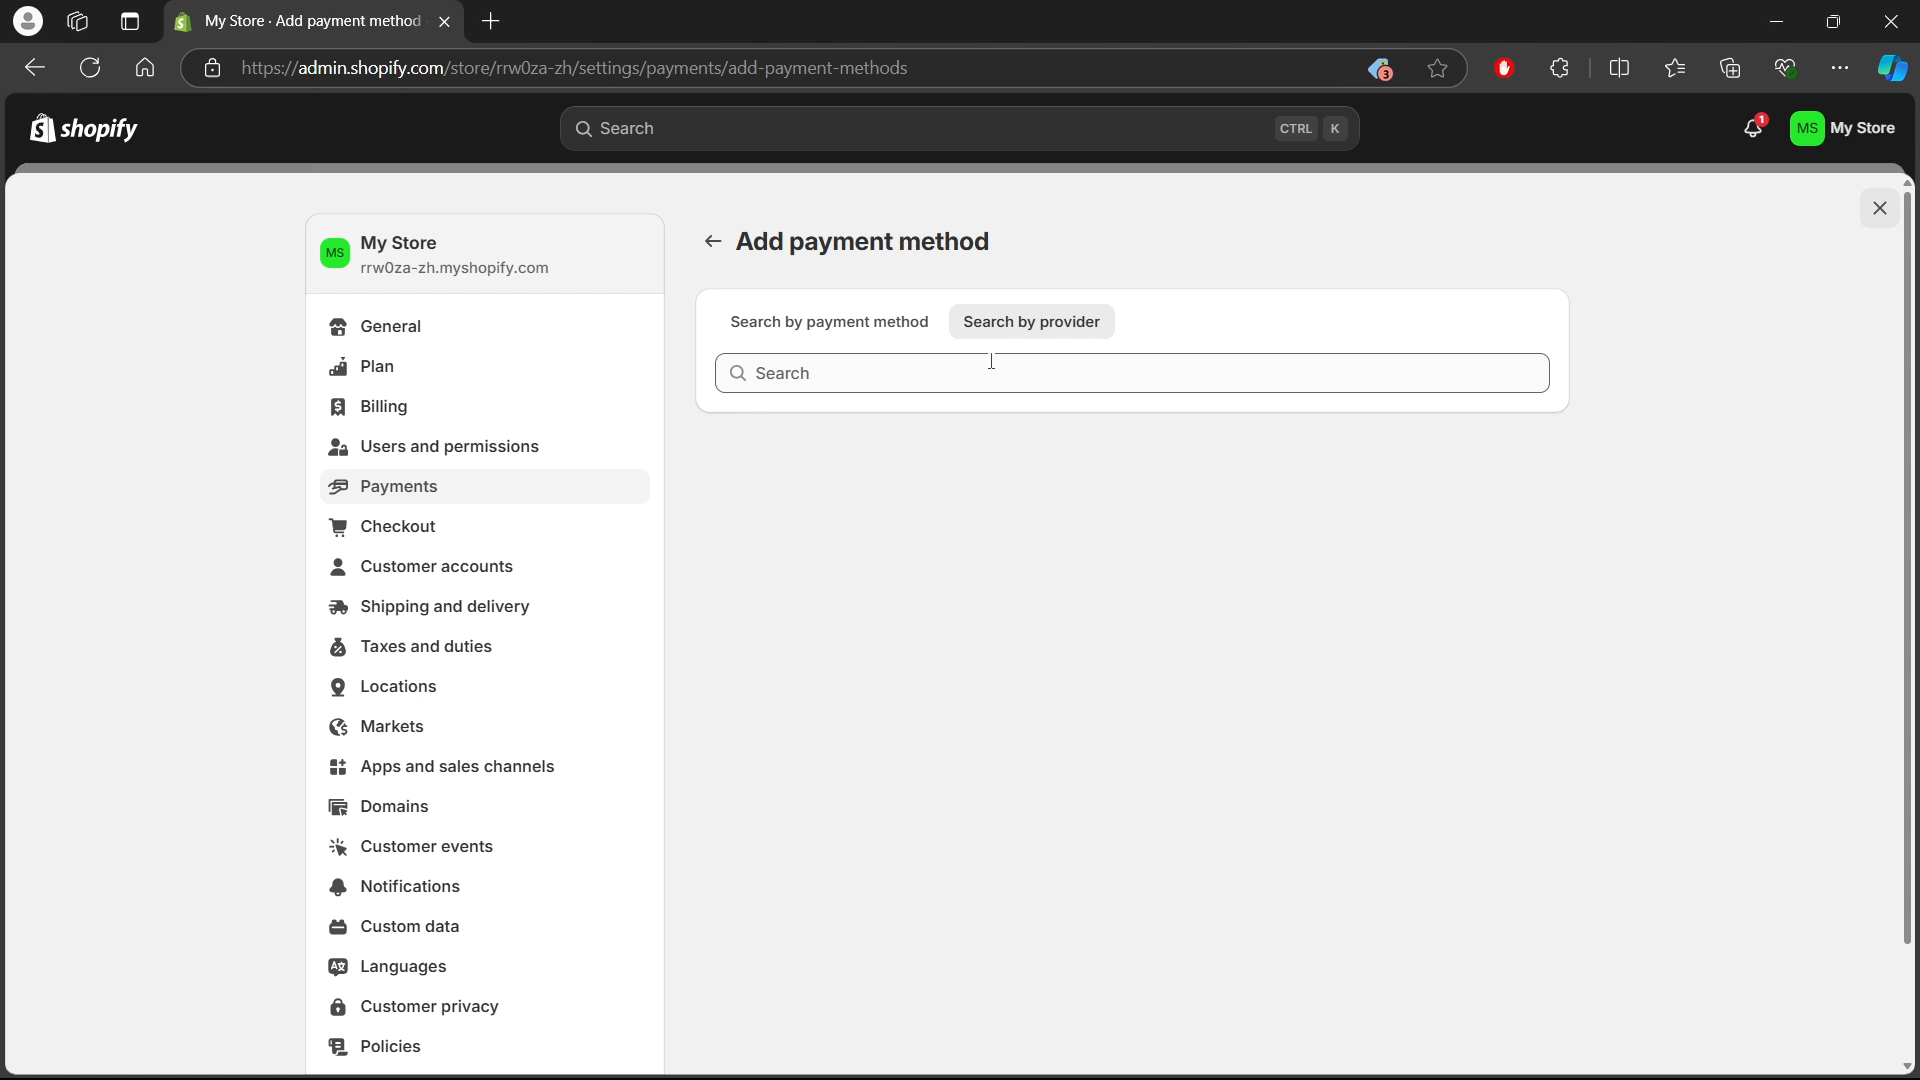 My Store · Add payment method
https://admin.shopify.com/store/rrw0za-zh/settings/payments/add-payment-methods
3
shopify
Search
CTRL K
1
MS My Store
MS
My Store
rrw0za-zh.myshopify.com
General
Plan
Billing
Users and permissions
Payments
Checkout
Customer accounts
Shipping and delivery
Taxes and duties
Locations
Markets
Apps and sales channels
Domains
Customer events
Notifications
Custom data
Languages
Customer privacy
Policies
Add payment method
Search by payment method Search by provider
Search